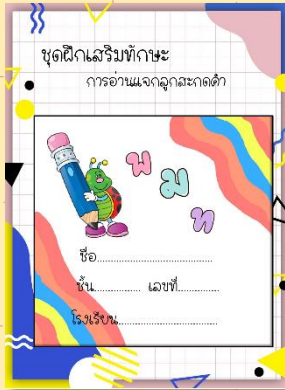 ชุดฝึกเสริมทักษะ
การอ่านแจกลูกสะกดคำ
พ
ม
ท
ชื่อ..........................................
ชั้น................. เลขที่...............
โรงเรียน....................................